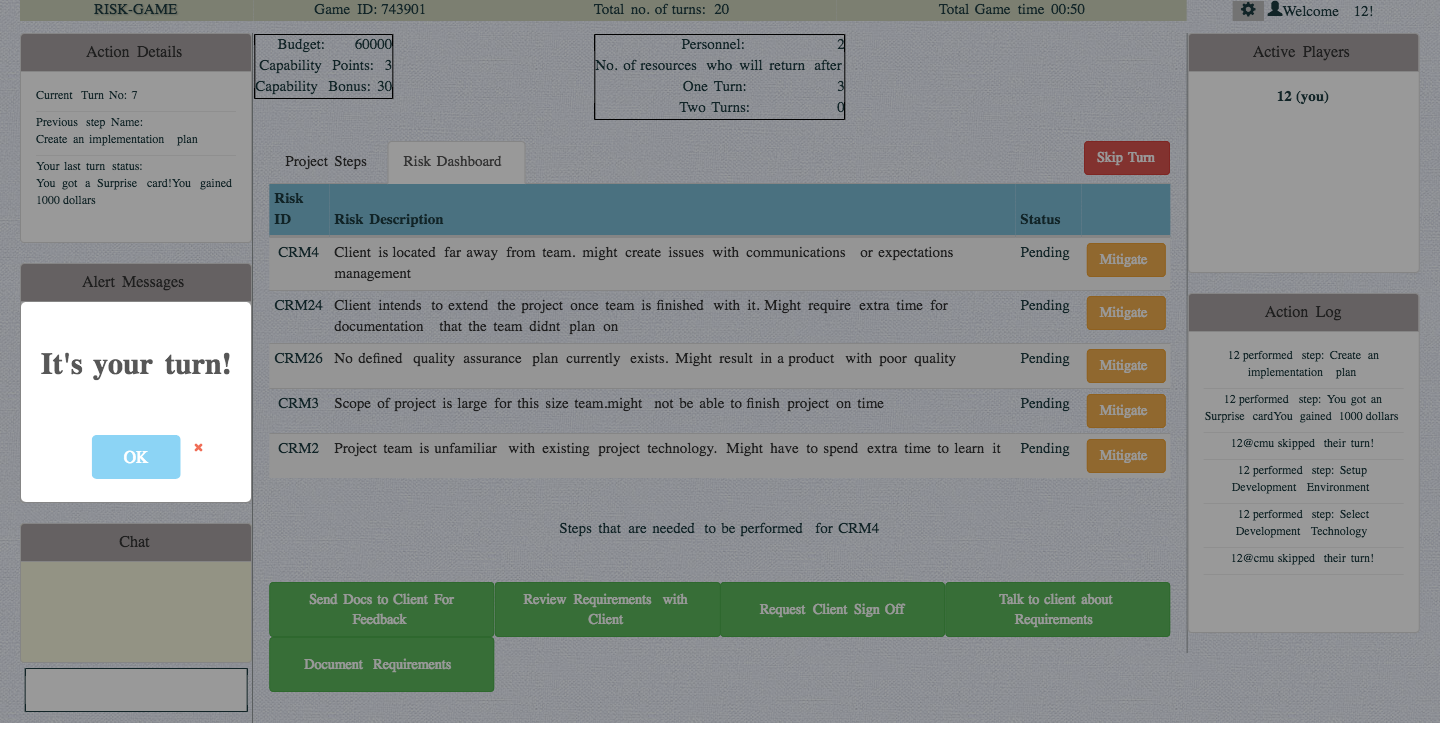 RISK-GAME
Game ID: 743901
Total no. of turns: 20
Total Game time 00:50
Welcome 12!
Action Details
Current Turn No: 7
Previous step Name:
Create an implementation plan
Your last turn status:
You got a Surprise card!You gained
1000 dollars
Alert Messages
It's your turn!
OK
Chat
Budget: 60000
Capability Points: 3
Capability Bonus: 30
Personnel: 2
No. of resources who will return after
One Turn: 3
Two Turns: 0
Project Steps
Risk Dashboard
Skip Turn
Risk
ID
Risk Description
Status
CRM4
Client is located far away from team. might create issues with communications or expectations
management
Pending
Mitigate
CRM24
Client intends to extend the project once team is finished with it. Might require extra time for
documentation that the team didnt plan on
Pending
Mitigate
CRM26
No defined quality assurance plan currently exists. Might result in a product with poor quality
Pending
Mitigate
CRM3
Scope of project is large for this size team.might not be able to finish project on time
Pending
Mitigate
CRM2
Project team is unfamiliar with existing project technology. Might have to spend extra time to learn it
Pending
Mitigate
Steps that are needed to be performed for CRM4
Send Docs to Client For
Feedback
Review Requirements with
Client
Request Client Sign Off
Talk to client about
Requirements
Document Requirements
Active Players
12 (you)
Action Log
12 performed step: Create an
implementation plan
12 performed step: You got an
Surprise cardYou gained 1000 dollars
12@cmu skipped their turn!
12 performed step: Setup
Development Environment
12 performed step: Select
Development Technology
12@cmu skipped their turn!